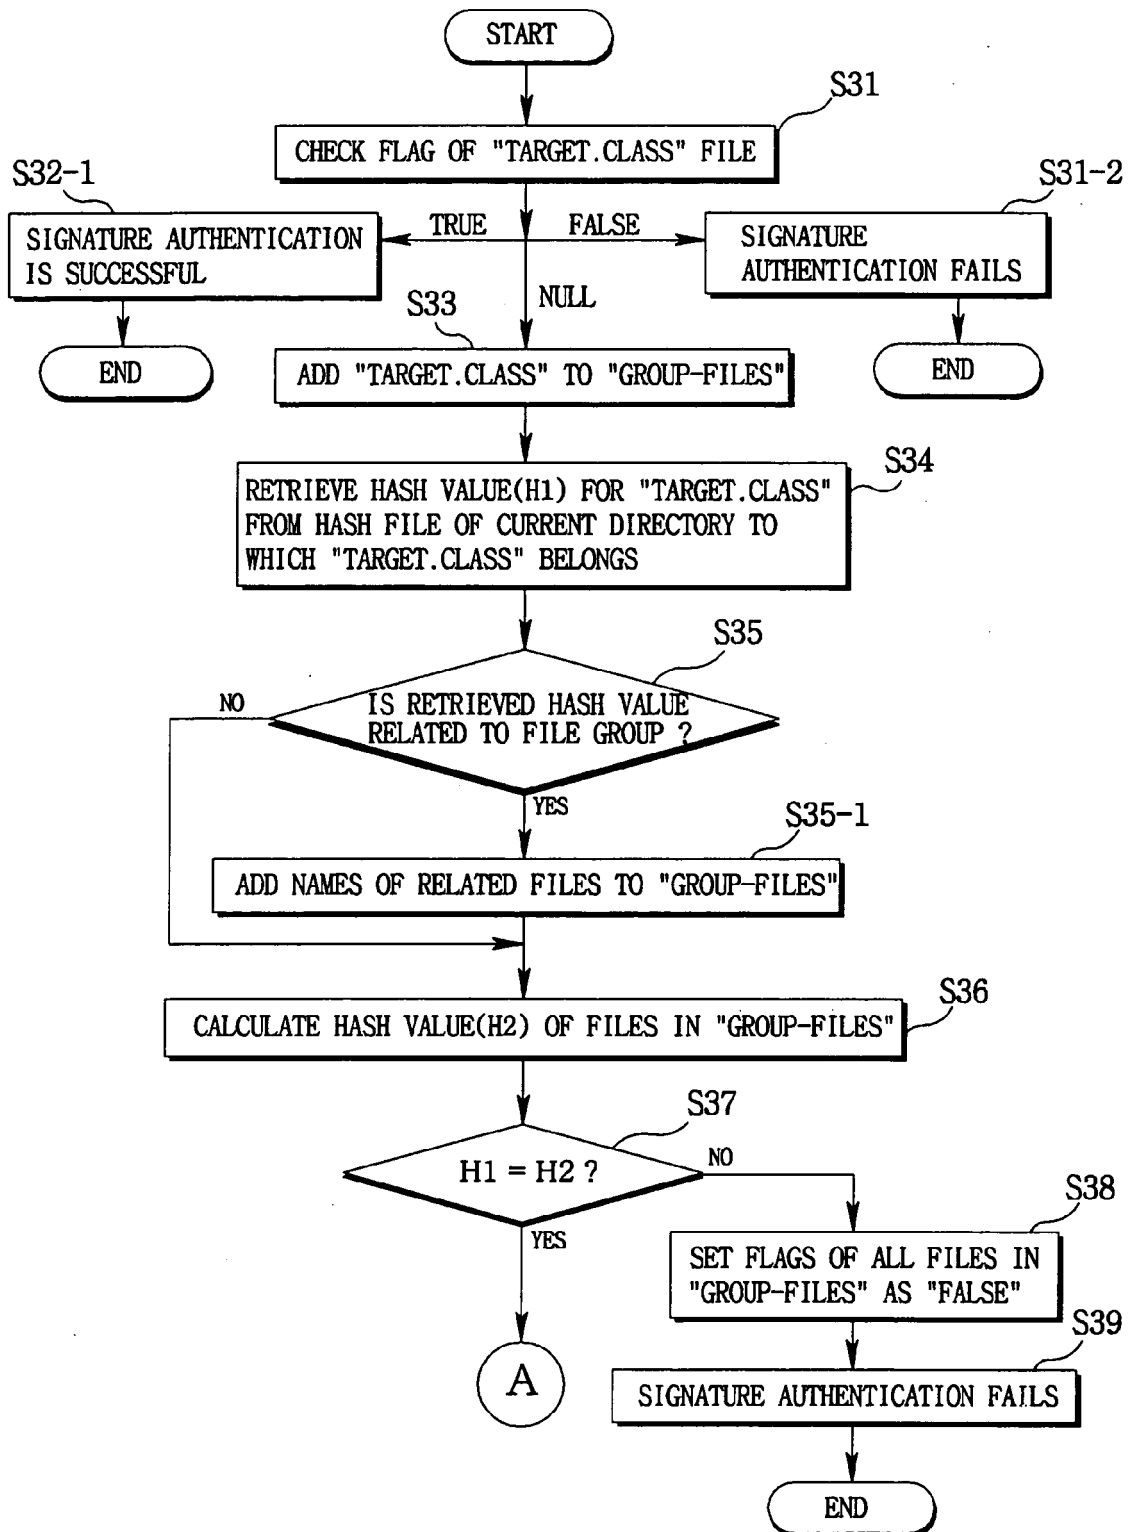 START
S31
CHECK FLAG OF "TARGET.CLASS" FILE
S32-1
S31-2
TRUE
FALSE
SIGNATURE AUTHENTICATION
IS SUCCESSFUL
SIGNATURE
AUTHENTICATION FAILS
NULL
S33
END
ADD "TARGET.CLASS" TO "GROUP-FILES"
END
S34
RETRIEVE HASH VALUE(H1) FOR "TARGET.CLASS"
FROM HASH FILE OF CURRENT DIRECTORY TO
WHICH "TARGET.CLASS" BELONGS
S35
NO
IS RETRIEVED HASH VALUE
RELATED TO FILE GROUP ?
YES
S35-1
ADD NAMES OF RELATED FILES TO "GROUP-FILES"
S36
CALCULATE HASH VALUE(H2) OF FILES IN "GROUP-FILES"
S37
H1 = H2 ?
NO
YES
S38
SET FLAGS OF ALL FILES IN
"GROUP-FILES" AS "FALSE"
S39
A
SIGNATURE AUTHENTICATION FAILS
END